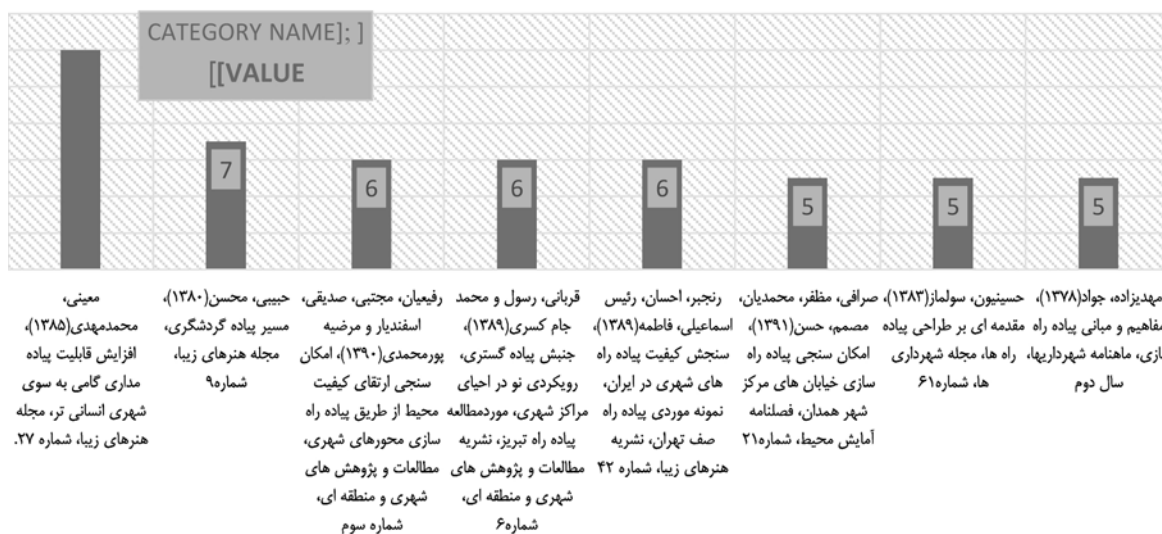 CATEGORY NAME]; ]
[[VALUE
7
6
6
6
5
5
5
معینی،
محمدمهدی(۱۳۸۵)،
افزایش قابلیت پیاده
مداری گامی به سوی
شهری انسانی تر، مجله
هنرهای زیبا، شماره ۲۷.
حبیبی، محسن(۱۳۸۰)،
مسیر پیاده گردشگری،
مجله هنرهای زیبا،
شماره۹
رفیعیان، مجتبی، صدیقی،
اسفندیار و مرضیه
پورمحمدی(۱۳۹۰)، امکان
سنجی ارتقای کیفیت
محیط از طریق پیاده راه
سازی محورهای شهری،
مطالعات و پژوهش های
شهری و منطقه ای،
شماره سوم
قربانی، رسول و محمد
جام کسری(۱۳۸۹)،
جنبش پیاده گستری،
رویکردی نو در احیای
مراکز شهری، موردمطالعه
پیاده راه تبریز، نشریه
مطالعات و پژوهش های
شهری و منطقه ای،
شماره۶
رنجبر، احسان، رئیس
اسماعیلی، فاطمه(۱۳۸۹)،
سنجش کیفیت پیاده راه
های شهری در ایران،
نمونه موردی پیاده راه
صف تهران، نشریه
هنرهای زیبا، شماره ۴۲
صرافی، مظفر، محمدیان،
مصمم، حسن(۱۳۹۱)،
امکان سنجی پیاده راه
سازی خیابان های مرکز
شهر همدان، فصلنامه
آمایش محیط، شماره۲۱
حسینیون، سولماز(۱۳۸۳)،
مقدمه ای بر طراحی پیاده
راه ها، مجله شهرداری
ها، شماره۶۱
مهدیزاده، جواد(۱۳۷۸)،
مفاهیم و مبانی پیاده راه
ازی، ماهنامه شهرداریها،
سال دوم